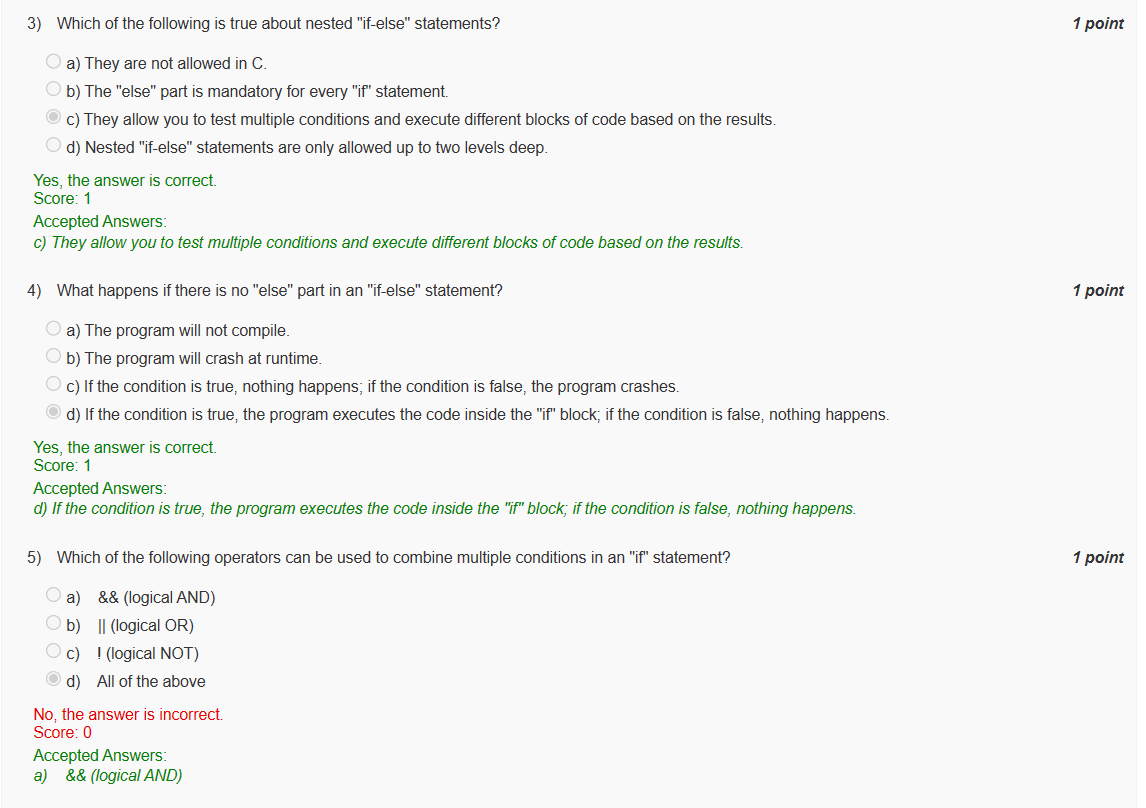 3) Which of the following is true about nested "if-else" statements? 1 point
a) They are not allowed in C.
b) The "else" part is mandatory for every "if" statement.
c) They allow you to test multiple conditions and execute different blocks of code based on the results.
d) Nested "if-else" statements are only allowed up to two levels deep.
Yes, the answer is correct.
Score: 1
Accepted Answers:
c) They allow you to test multiple conditions and execute different blocks of code based on the results.
4) What happens if there is no "else" part in an "if-else" statement? 1 point
a) The program will not compile.
b) The program will crash at runtime.
c) If the condition is true, nothing happens; if the condition is false, the program crashes.
d) If the condition is true, the program executes the code inside the "if" block; if the condition is false, nothing happens.
Yes, the answer is correct.
Score: 1
Accepted Answers:
d) If the condition is true, the program executes the code inside the "if" block; if the condition is false, nothing happens.
5) Which of the following operators can be used to combine multiple conditions in an "if" statement? 1 point
a) && (logical AND)
b) || (logical OR)
c) ! (logical NOT)
d) All of the above
No, the answer is incorrect.
Score: 0
Accepted Answers:
a) && (logical AND)